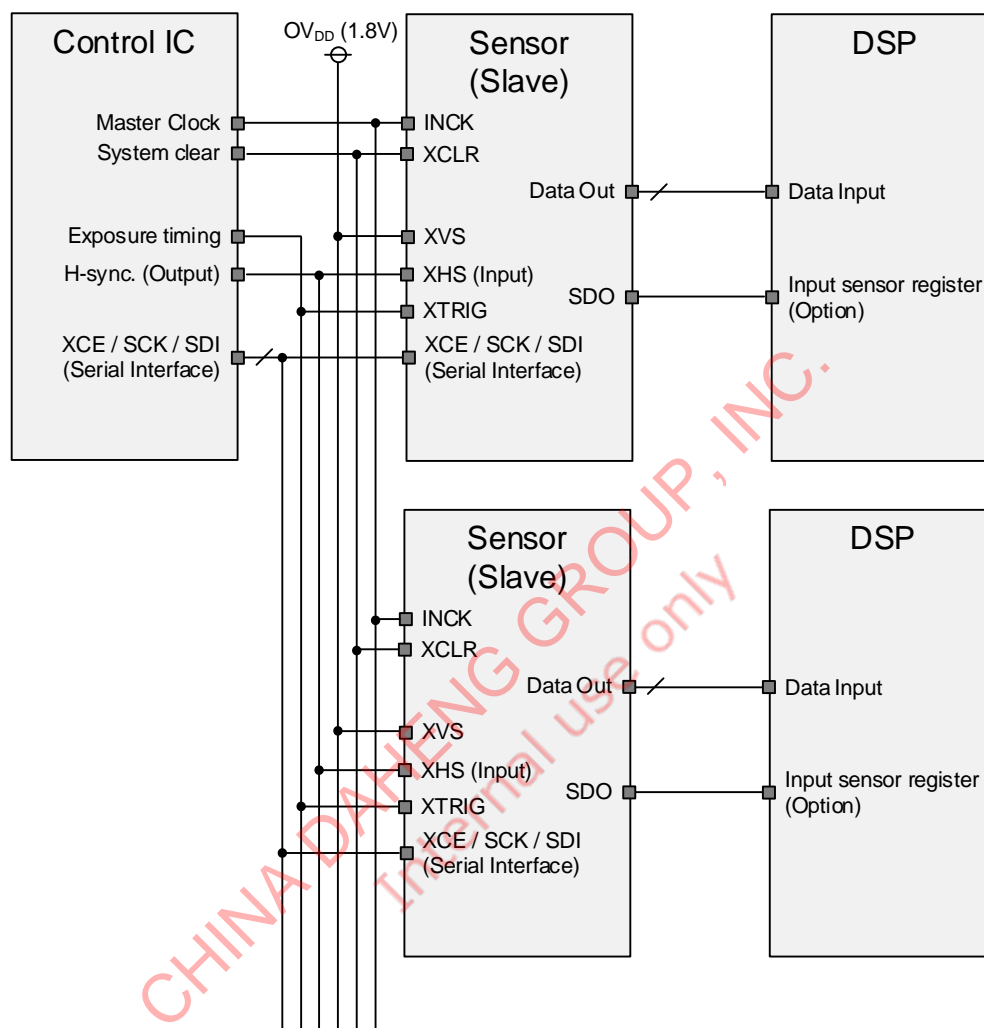 Control IC
Master Clock
System clear
Exposure timing
H-sync. (Output)
XCE / SCK / SDI
(Serial Interface)
OVDD (1.8V)
Sensor
(Slave)
INCK
XCLR
XVS
XHS (Input)
XTRIG
XCE / SCK / SDI
(Serial Interface)
Data Out
SDO
DSP
Data Input
Input sensor register
(Option)
Sensor
(Slave)
INCK
XCLR
XVS
XHS (Input)
XTRIG
XCE / SCK / SDI
(Serial Interface)
Data Out
SDO
DSP
Data Input
Input sensor register
(Option)
CHINA DAHENG GROUP, INC.
Internal use only